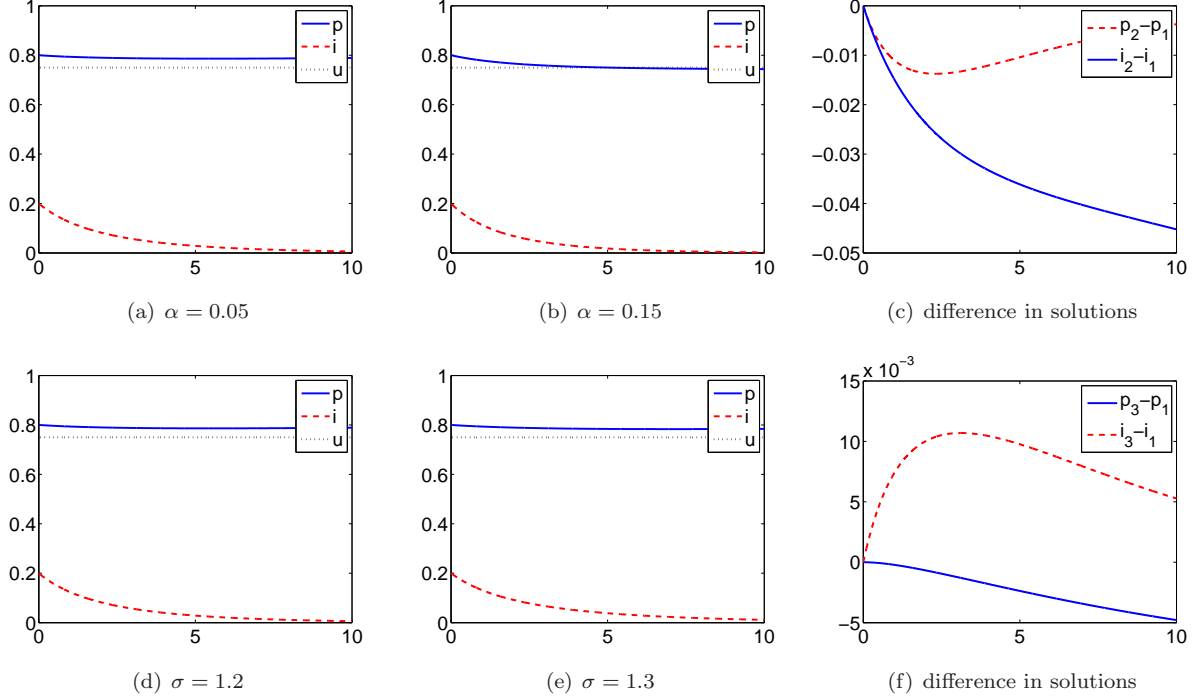 1
0.8
0.6
0.4
0.2
0
0 5 10
p
i
u
(a) α = 0.05
1
0.8
0.6
0.4
0.2
0
0 5 10
p
i
u
(b) α = 0.15
0
−0.01
−0.02
−0.03
−0.04
−0.05
0 5 10
p₂−p₁
i₂−i₁
(c) difference in solutions
1
0.8
0.6
0.4
0.2
0
0 5 10
p
i
u
(d) σ = 1.2
1
0.8
0.6
0.4
0.2
0
0 5 10
p
i
u
(e) σ = 1.3
x 10⁻³
15
10
5
0
−5
0 5 10
p₃−p₁
i₃−i₁
(f) difference in solutions